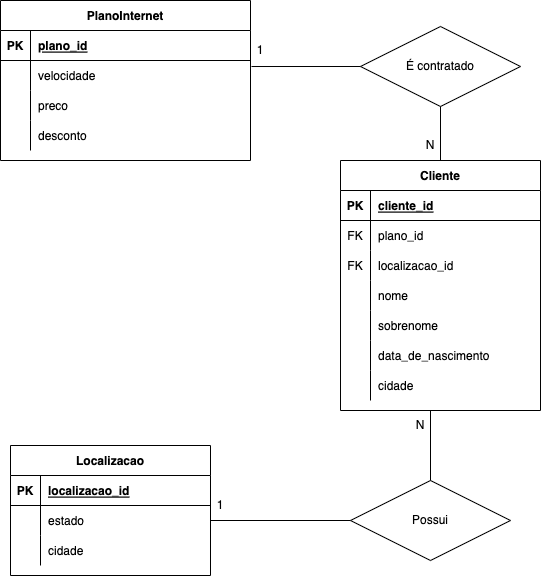 PlanoInternet
PK plano_id
velocidade
preco
desconto
1
É contratado
N
Cliente
PK cliente_id
FK plano_id
FK localizacao_id
nome
sobrenome
data_de_nascimento
cidade
N
Localizacao
PK localizacao_id
estado
cidade
1
Possui